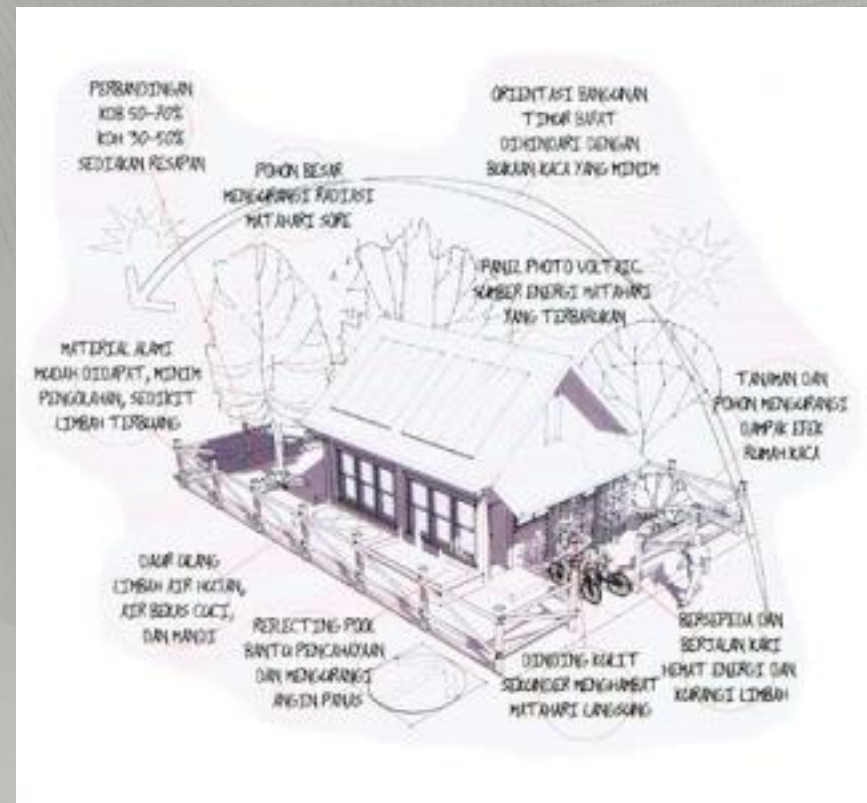 PERBANDINGAN
KDB 50-70%
KDH 30-50%
SEDIAKAN RESAPAN
ORIENTASI BANGUNAN
TIMUR BARAT
DIHINDARI DENGAN
BUKAAN KACA YANG MINIM
POHON BESAR
MENGURANGI RADIASI
MATAHARI SORE
PANEL PHOTO VOLTAIC
SUMBER ENERGI MATAHARI
YANG TERBARUKAN
MATERIAL ALAMI
MUDAH DIDAPAT, MINIM
PENGOLAHAN, SEDIKIT
LIMBAH TERBUANG
TANAMAN DAN
POHON MENGURANGI
DAMPAK EFEK
RUMAH KACA
DAUR ULANG
LIMBAH AIR HUJAN,
AIR BEKAS CUCI,
DAN MANDI
REFLECTING POOL
BANTU PENCAHAYAAN
DAN MENGURANGI
ANGIN PANAS
DINDING KULIT
SEKUNDER MENGHAMBAT
MATAHARI LANGSUNG
BERSEPEDA DAN
BERJALAN KAKI
HEMAT ENERGI DAN
KURANGI LIMBAH